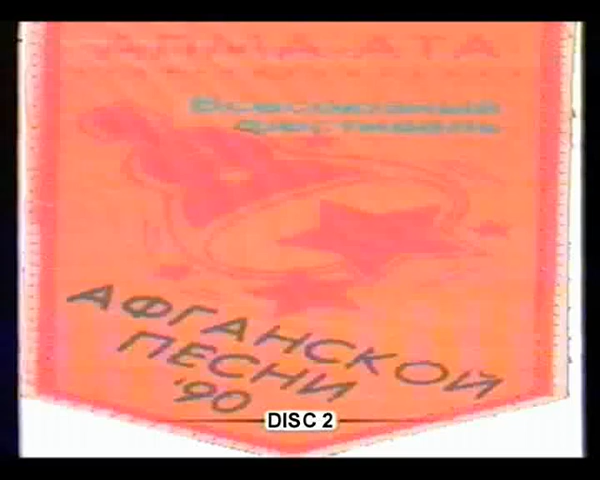 АЛМА-АТА
Всесоюзный
фестиваль
АФГАНСКОЙ
ПЕСНИ
'90
DISC 2